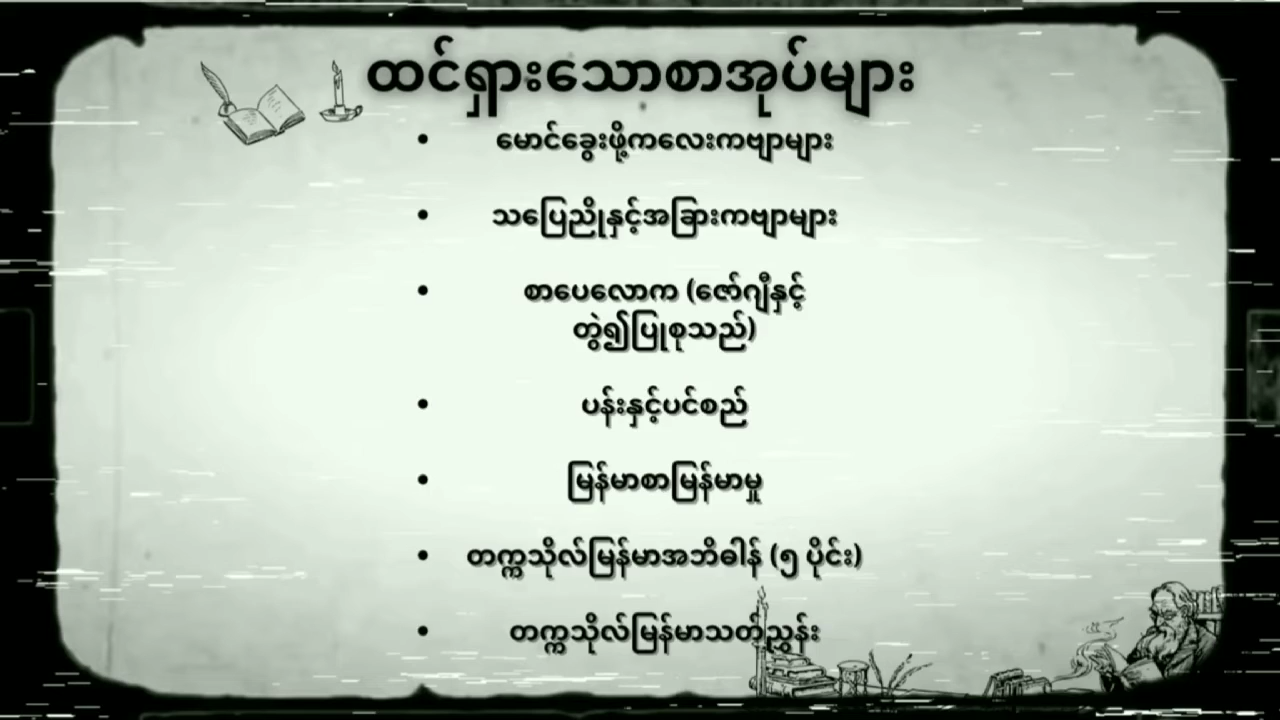 ထင်ရှားသောစာအုပ်များ
• မောင်ခွေးဖို့ကလေးကဗျာများ
• သပြေညိုနှင့်အခြားကဗျာများ
• စာပေလောက (ဇော်ဂျီနှင့်
တွဲ၍ပြုစုသည်)
• ပန်းနှင့်ပင်စည်
• မြန်မာစာမြန်မာမှု
• တက္ကသိုလ်မြန်မာအဘိဓါန် (၅ ပိုင်း)
• တက္ကသိုလ်မြန်မာသတ်ညွှန်း